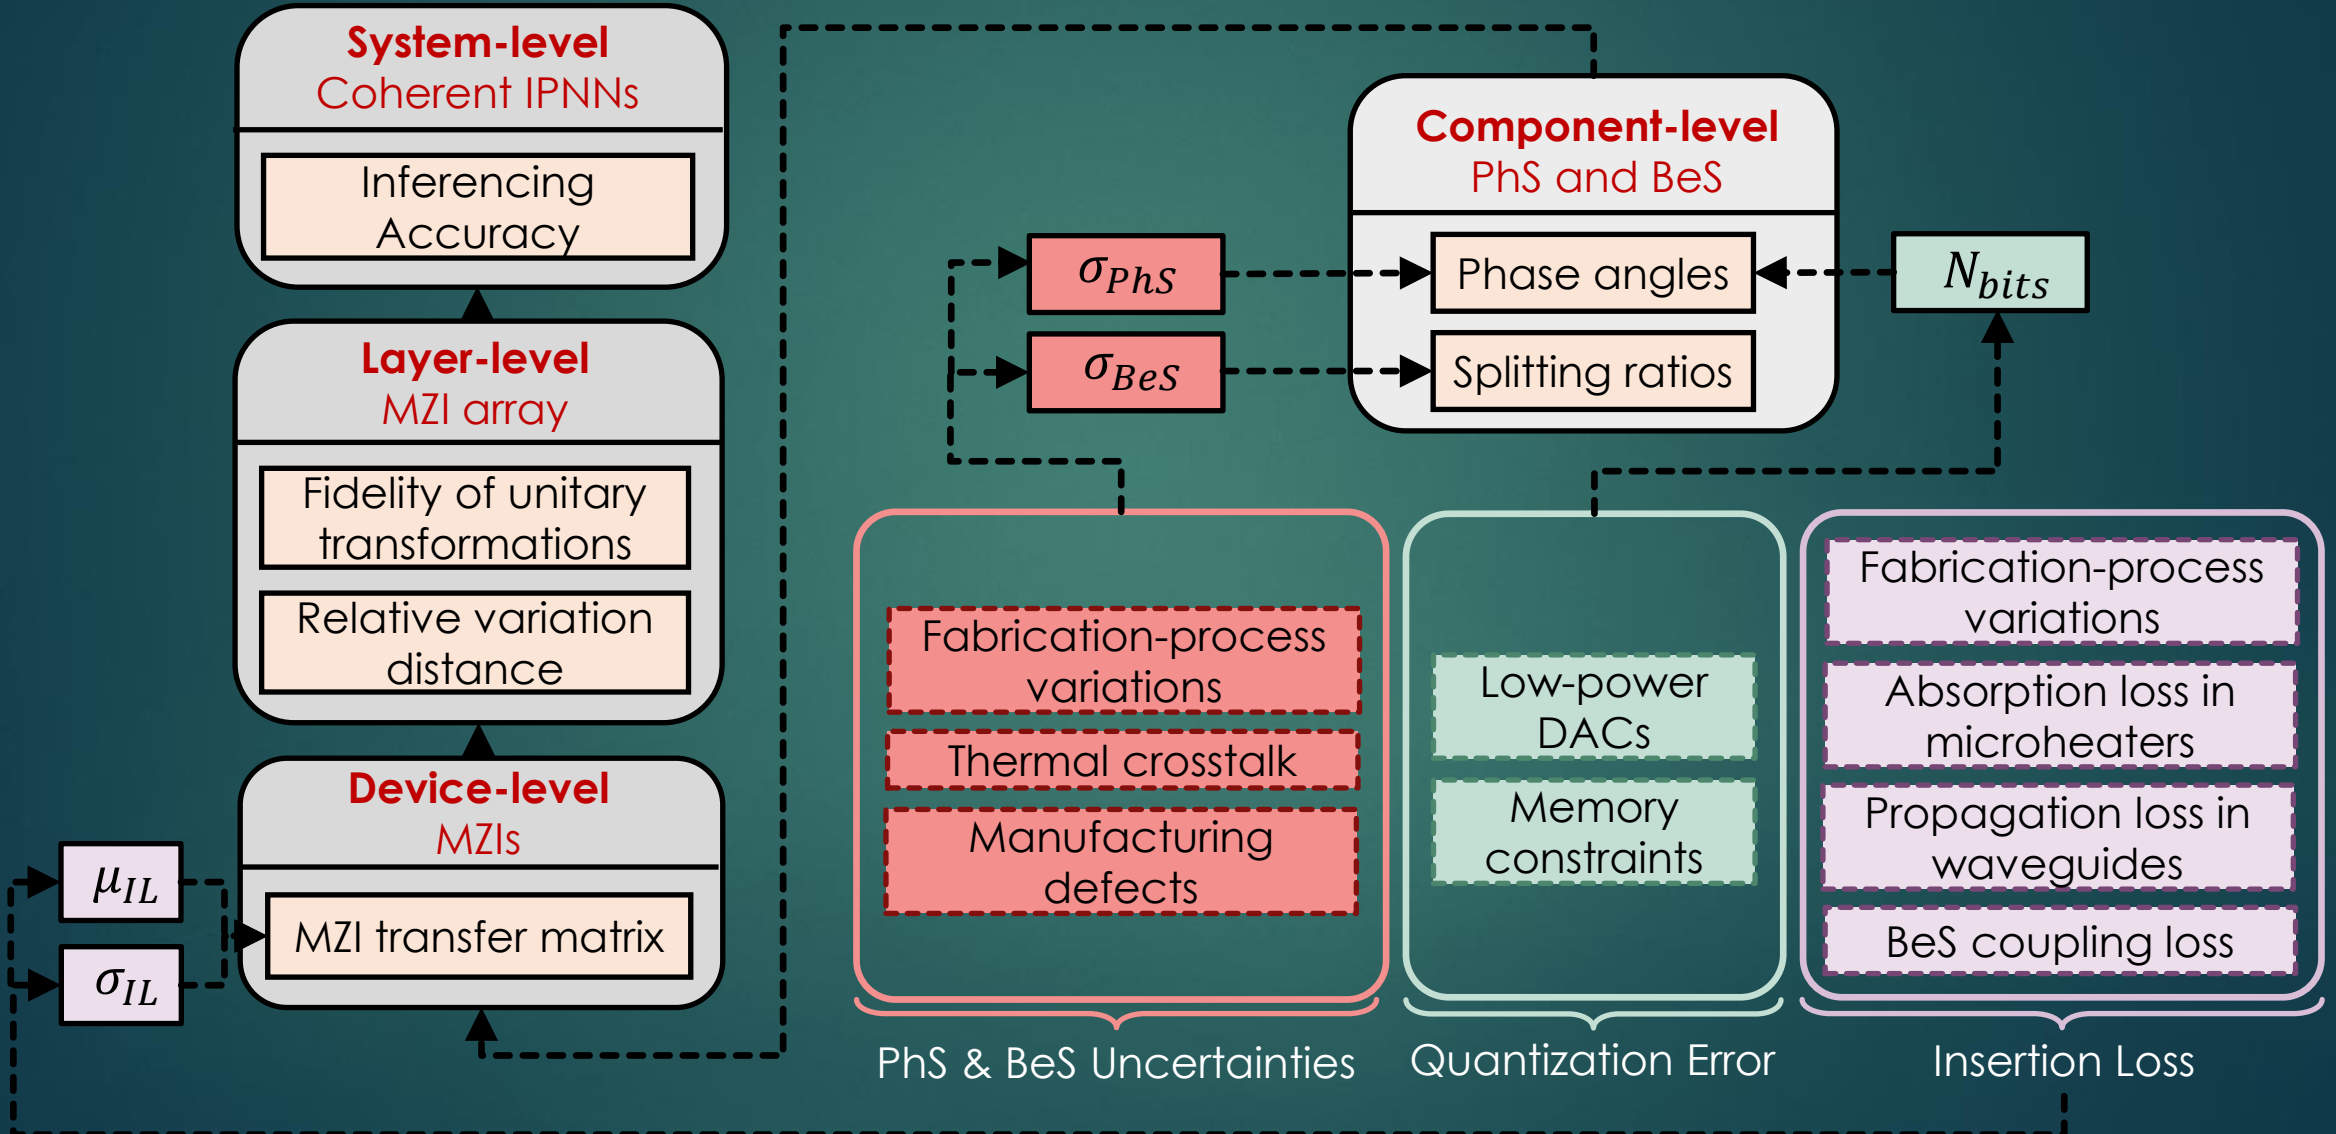 System-level
Coherent IPNNs
Inferencing
Accuracy
Layer-level
MZI array
Fidelity of unitary
transformations
Relative variation
distance
Device-level
MZIs
MZI transfer matrix
μ_IL
σ_IL
Component-level
PhS and BeS
Phase angles
Splitting ratios
σ_PhS
σ_BeS
N_bits
Fabrication-process
variations
Thermal crosstalk
Manufacturing
defects
PhS & BeS Uncertainties
Low-power
DACs
Memory
constraints
Quantization Error
Fabrication-process
variations
Absorption loss in
microheaters
Propagation loss in
waveguides
BeS coupling loss
Insertion Loss